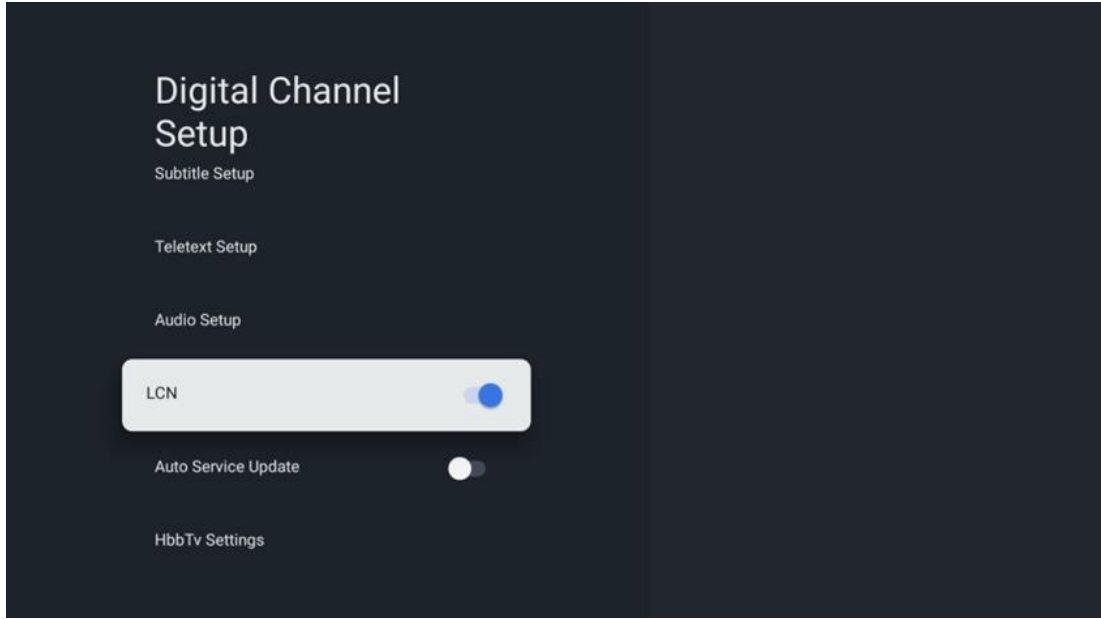 Digital Channel
Setup
Subtitle Setup
Teletext Setup
Audio Setup
LCN
Auto Service Update
HbbTv Settings